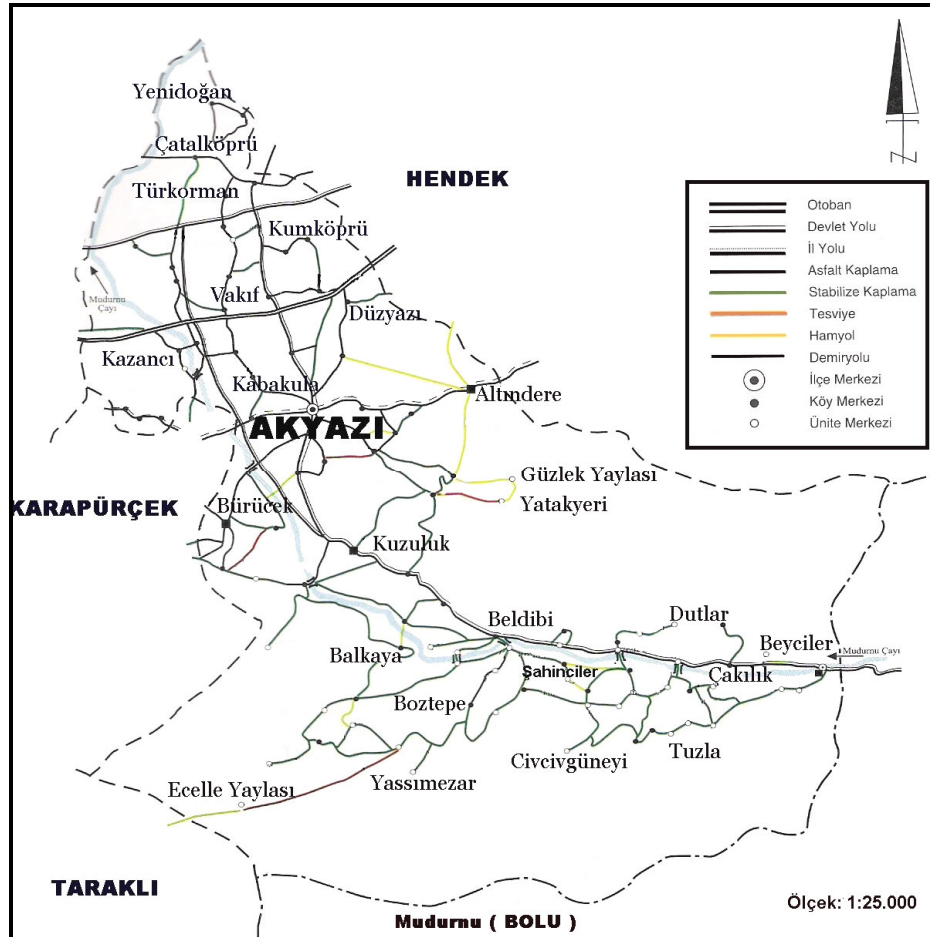 Yenidoğan
Çatalköprü
Türkorman
HENDEK
Kumköprü
Mudurnu
Çayı
Vakıf
Düzyazı
Kazancı
Kabakula
Altındere
AKYAZI
Güzlek Yaylası
Yatakyeri
KARAPÜRÇEK
Bürücek
Kuzuluk
Beldibi
Dutlar
Beyciler
Mudurnu Çayı
Balkaya
Şahinciler
Çakılık
Boztepe
Civcivgüneyi
Tuzla
Yassımezar
Ecelle Yaylası
TARAKLI
Mudurnu ( BOLU )
Ölçek: 1:25.000
N
Otoban
Devlet Yolu
İl Yolu
Asfalt Kaplama
Stabilize Kaplama
Tesviye
Hamyol
Demiryolu
İlçe Merkezi
Köy Merkezi
Ünite Merkezi